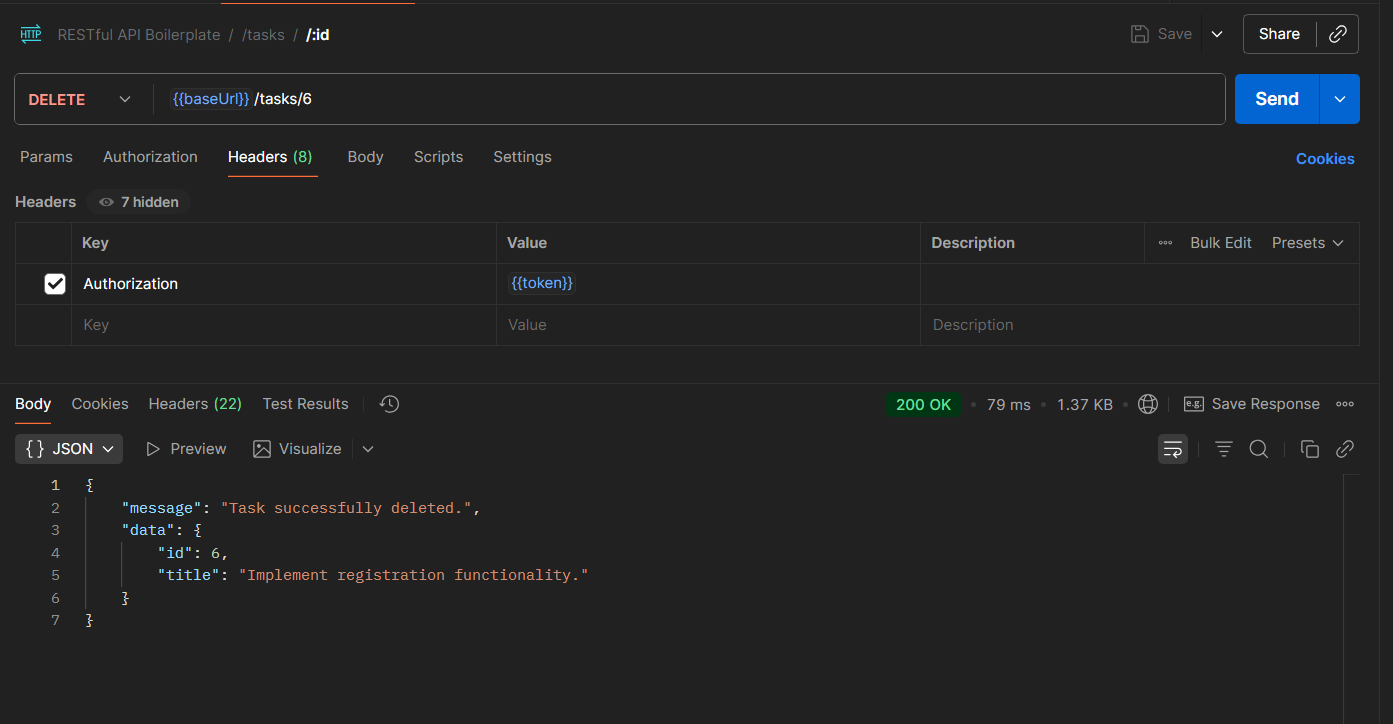 HTTP RESTful API Boilerplate / /tasks / /:id Save Share
DELETE {{baseUrl}} /tasks/6 Send
Params Authorization Headers (8) Body Scripts Settings Cookies
Headers 7 hidden
Key Value Description Bulk Edit Presets
Authorization {{token}}
Key Value Description
Body Cookies Headers (22) Test Results 200 OK • 79 ms • 1.37 KB • e.g. Save Response
{} JSON Preview Visualize
1 {
2 "message": "Task successfully deleted.",
3 "data": {
4 "id": 6,
5 "title": "Implement registration functionality."
6 }
7 }